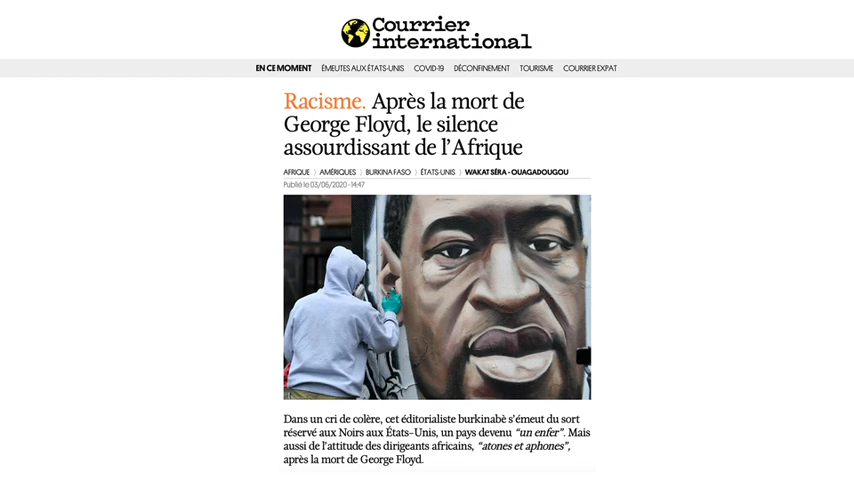 Courrier
international
EN CE MOMENT ÉMEUTES AUX ÉTATS-UNIS COVID-19 DÉCONFINEMENT TOURISME COURRIER EXPAT
Racisme. Après la mort de
George Floyd, le silence
assourdissant de l’Afrique
AFRIQUE 〉 AMÉRIQUES 〉 BURKINA FASO 〉 ÉTATS-UNIS 〉 WAKAT SÉRA - OUAGADOUGOU
Publié le 03/06/2020 - 14:47
Dans un cri de colère, cet éditorialiste burkinabè s’émeut du sort
réservé aux Noirs aux États-Unis, un pays devenu “un enfer”. Mais
aussi de l’attitude des dirigeants africains, “atones et aphones”,
après la mort de George Floyd.